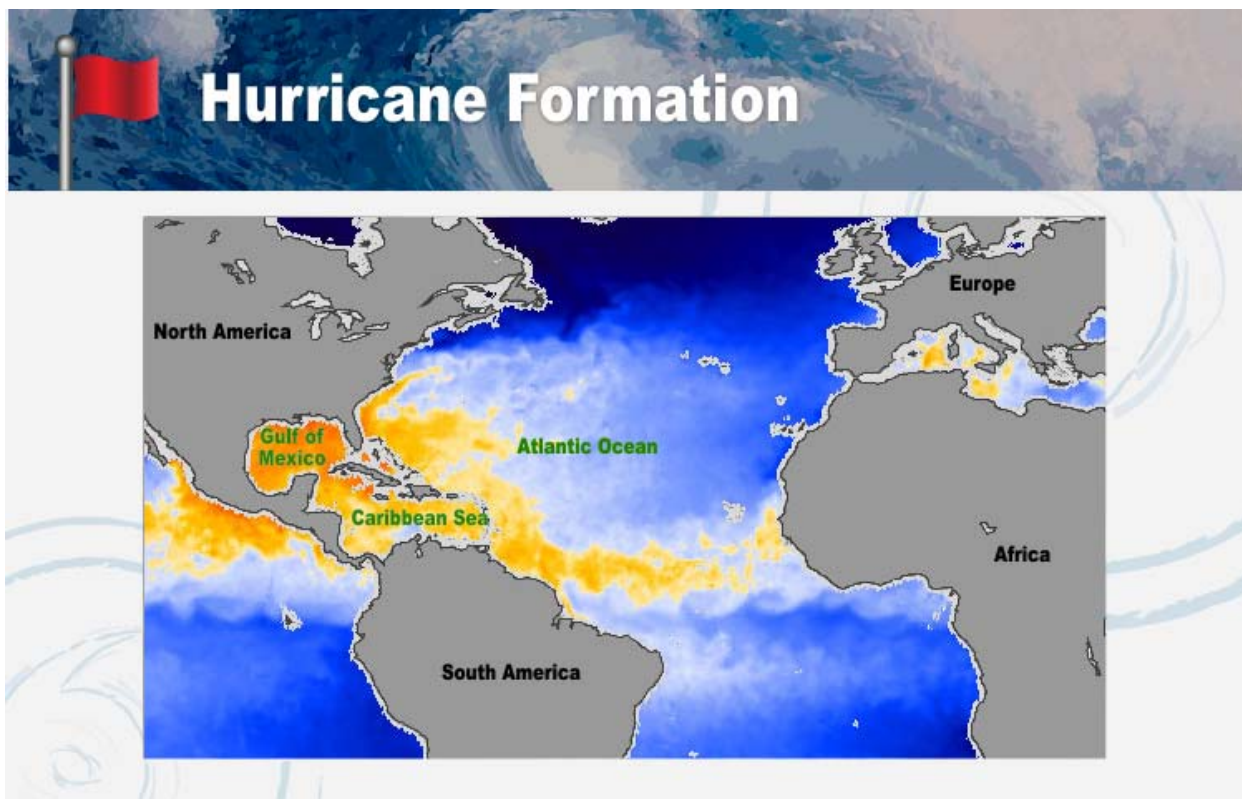 Hurricane Formation
Europe
North America
Gulf of
Mexico
Atlantic Ocean
Caribbean Sea
Africa
South America